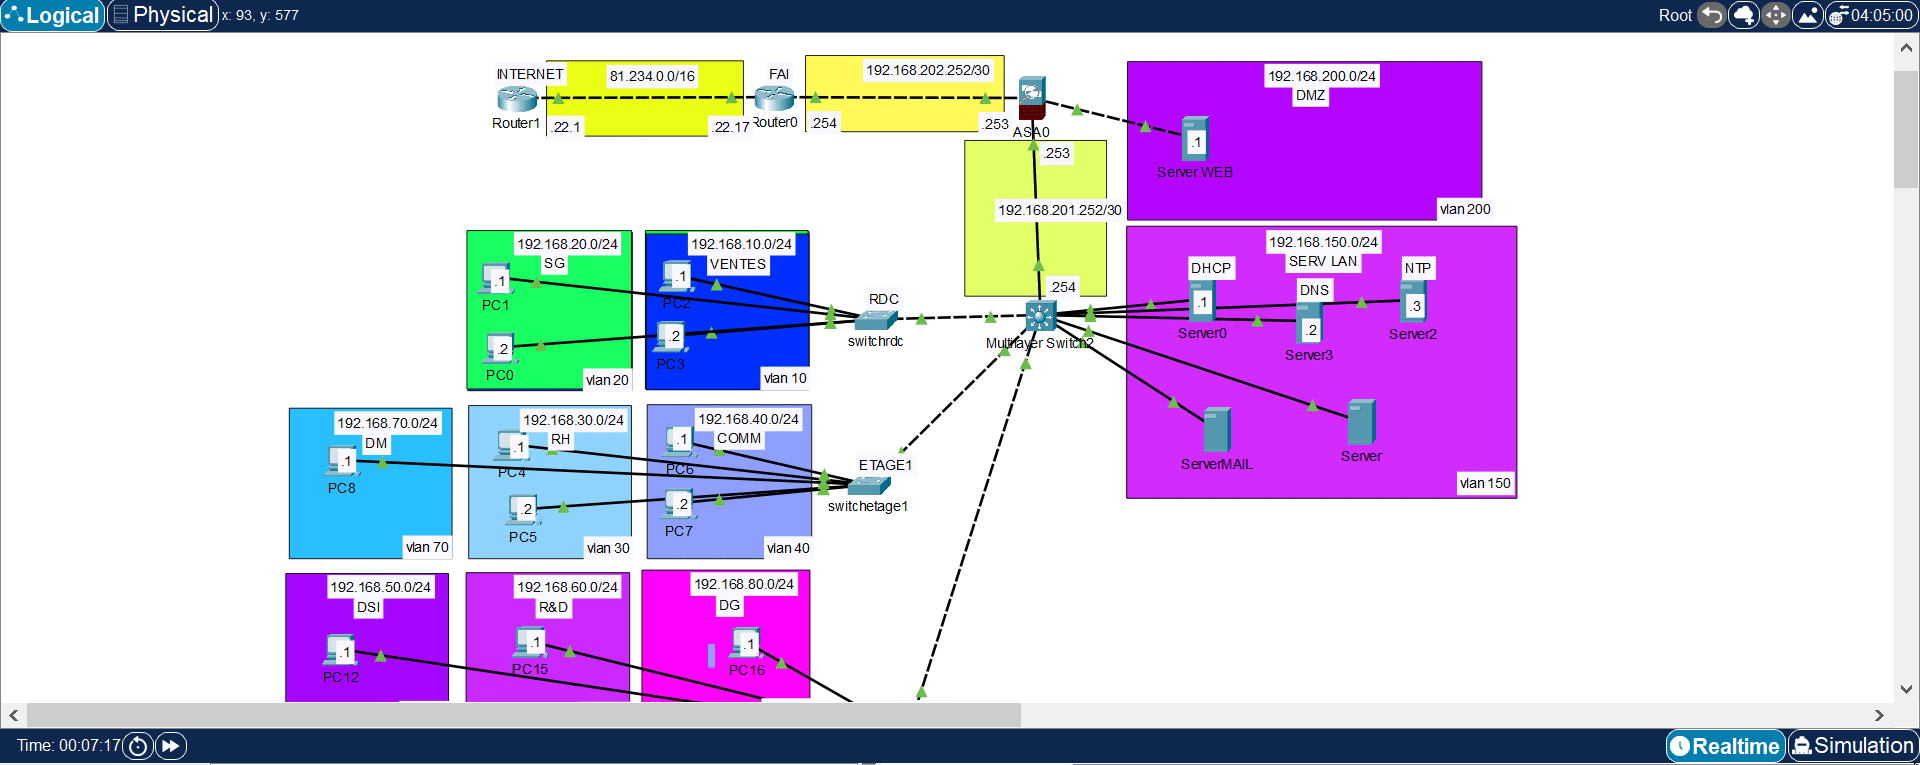 Logical
Physical
x: 93, y: 577
Root
04:05:00
INTERNET
81.234.0.0/16
FAI
192.168.202.252/30
192.168.200.0/24
DMZ
Router1
.22.1
.22.17
Router0
.254
.253
ASA0
.1
Server WEB
vlan 200
.253
192.168.201.252/30
.254
192.168.20.0/24
SG
.1
PC1
.2
PC0
vlan 20
192.168.10.0/24
VENTES
.1
PC2
.2
PC3
vlan 10
RDC
switchrdc
Multilayer Switch2
192.168.150.0/24
SERV LAN
DHCP
.1
Server0
DNS
.2
Server3
NTP
.3
Server2
ServerMAIL
Server
vlan 150
192.168.70.0/24
DM
.1
PC8
vlan 70
192.168.30.0/24
RH
.1
PC4
.2
PC5
vlan 30
192.168.40.0/24
COMM
.1
PC6
.2
PC7
vlan 40
ETAGE1
switchetage1
192.168.50.0/24
DSI
.1
PC12
192.168.60.0/24
R&D
.1
PC15
192.168.80.0/24
DG
.1
PC16
Time: 00:07:17
Realtime
Simulation